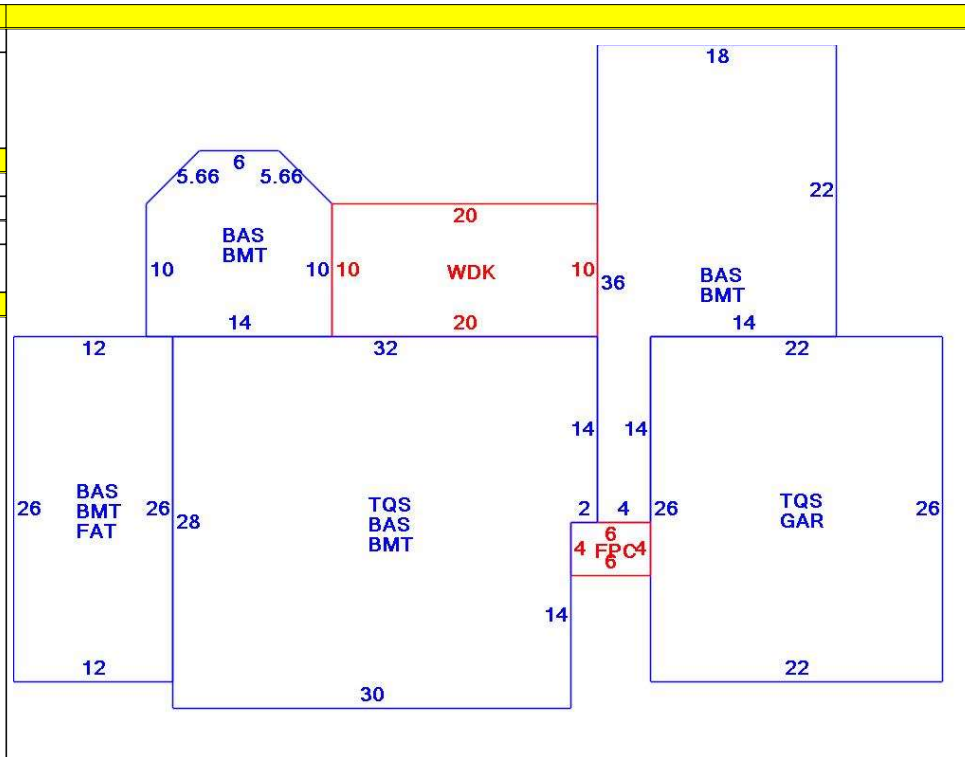 18
6
5.66 5.66
22
20
BAS
BMT
10 10 10 WDK 10
36
BAS
BMT
14 20 14
12 32 22
14 14
26 BAS
BMT
FAT 26
28
TQS
BAS
BMT
2 4
26 TQS
GAR 26
6
4 FPC 4
6
14
12 22
30